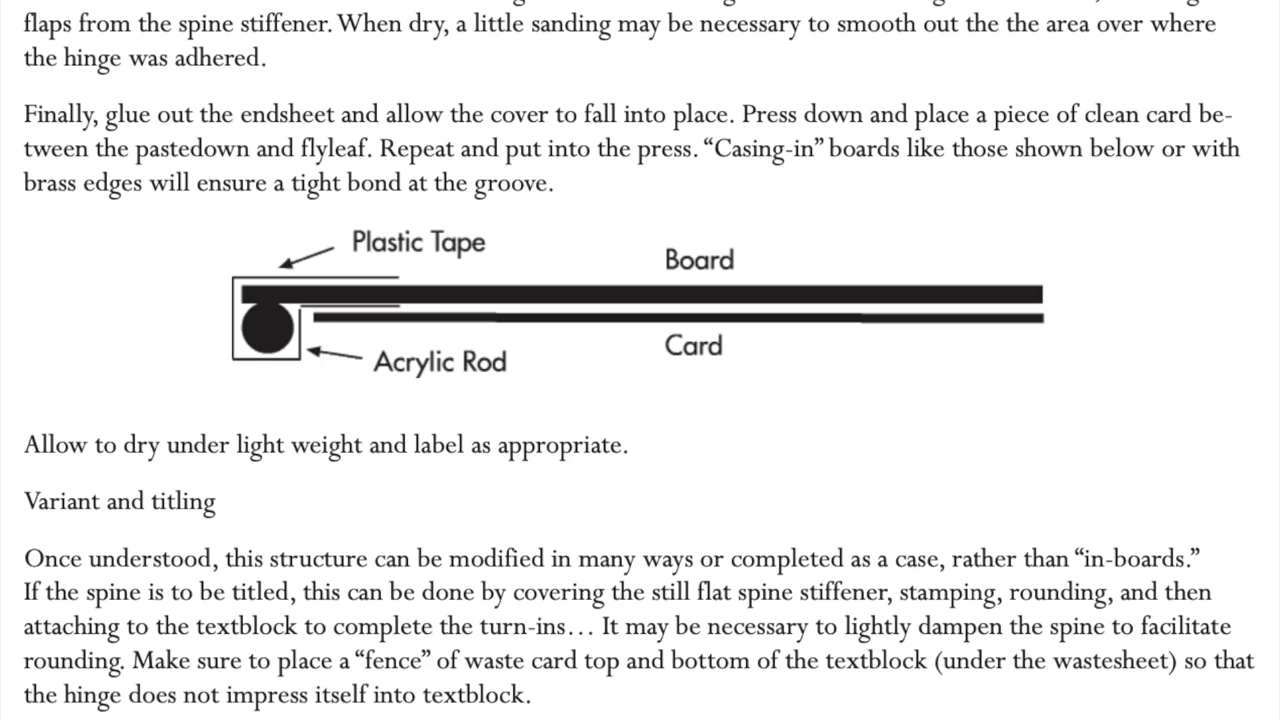 flaps from the spine stiffener. When dry, a little sanding may be necessary to smooth out the the area over where
the hinge was adhered.
Finally, glue out the endsheet and allow the cover to fall into place. Press down and place a piece of clean card be-
tween the pastedown and flyleaf. Repeat and put into the press. “Casing-in” boards like those shown below or with
brass edges will ensure a tight bond at the groove.
Plastic Tape
Board
Card
Acrylic Rod
Allow to dry under light weight and label as appropriate.
Variant and titling
Once understood, this structure can be modified in many ways or completed as a case, rather than “in-boards.”
If the spine is to be titled, this can be done by covering the still flat spine stiffener, stamping, rounding, and then
attaching to the textblock to complete the turn-ins… It may be necessary to lightly dampen the spine to facilitate
rounding. Make sure to place a “fence” of waste card top and bottom of the textblock (under the wastesheet) so that
the hinge does not impress itself into textblock.